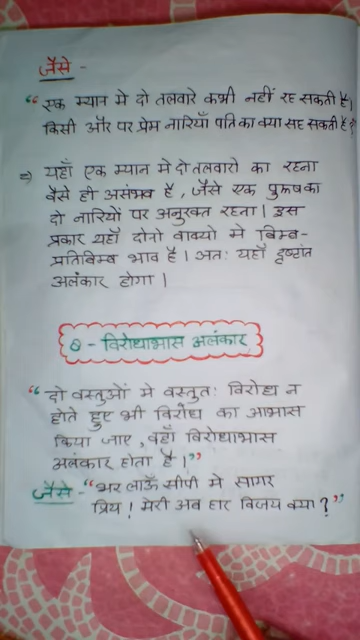 जैसे -
“ एक म्यान मे दो तलवारे कभी नहीं रह सकती है।
किसी और पर प्रेम नारियाँ पति का क्या सह सकती है ?
⇒ यहाँ एक म्यान मे दो तलवारो का रहना
वैसे ही असंभव है , जैसे एक पुरुष का
दो नारियों पर अनुरक्त रहना । इस
प्रकार यहाँ दोनो वाक्यो मे बिम्ब-
प्रतिबिम्ब भाव है । अतः यहाँ दृष्टांत
अलंकार होगा ।
8 - विरोधाभास अलंकार
“ दो वस्तुओं मे वस्तुतः विरोध न
होते हुए भी विरोध का आभास
किया जाए , वहाँ विरोधाभास
अलंकार होता है ।”
जैसे - “ भर लाऊँ सीपी मे सागर
प्रिय ! मेरी अब हार विजय क्या ? ”